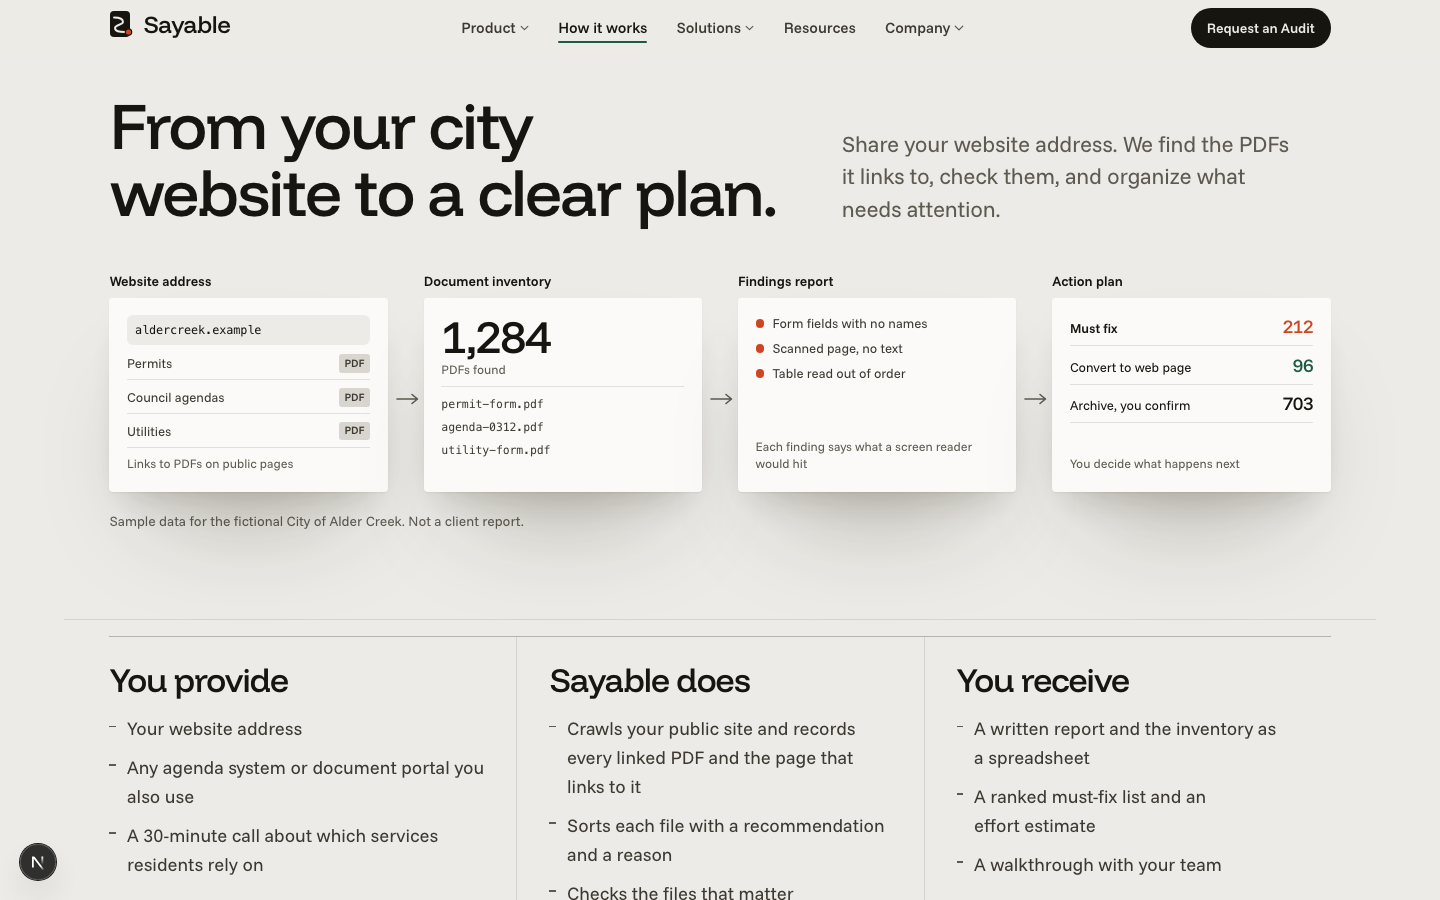 Sayable
Product
How it works
Solutions
Resources
Company
Request an Audit
From your city
website to a clear plan.
Share your website address. We find the PDFs
it links to, check them, and organize what
needs attention.
Website address
aldercreek.example
Permits PDF
Council agendas PDF
Utilities PDF
Links to PDFs on public pages
Document inventory
1,284
PDFs found
permit-form.pdf
agenda-0312.pdf
utility-form.pdf
Findings report
Form fields with no names
Scanned page, no text
Table read out of order
Each finding says what a screen reader
would hit
Action plan
Must fix 212
Convert to web page 96
Archive, you confirm 703
You decide what happens next
Sample data for the fictional City of Alder Creek. Not a client report.
You provide
Your website address
Any agenda system or document portal you
also use
A 30-minute call about which services
residents rely on
Sayable does
Crawls your public site and records
every linked PDF and the page that
links to it
Sorts each file with a recommendation
and a reason
Checks the files that matter
You receive
A written report and the inventory as
a spreadsheet
A ranked must-fix list and an
effort estimate
A walkthrough with your team
N